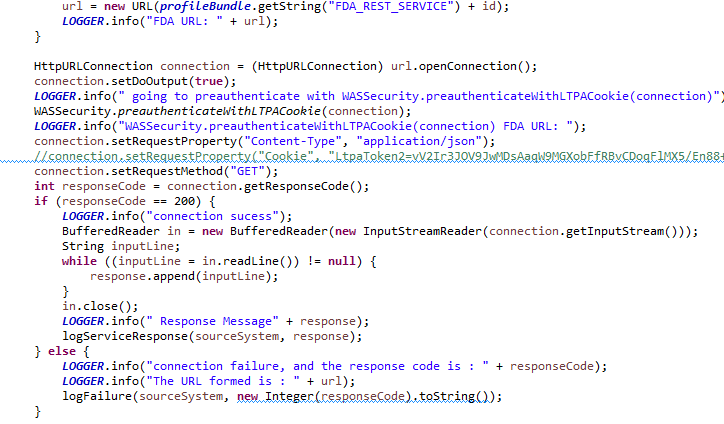 url = new URL(profileBundle.getString("FDA_REST_SERVICE") + id);
LOGGER.info("FDA URL: " + url);
}
HttpURLConnection connection = (HttpURLConnection) url.openConnection();
connection.setDoOutput(true);
LOGGER.info(" going to preauthenticate with WASSecurity.preauthenticateWithLTPACookie(connection)")
WASSecurity.preauthenticateWithLTPACookie(connection);
LOGGER.info("WASSecurity.preauthenticateWithLTPACookie(connection) FDA URL: ");
connection.setRequestProperty("Content-Type", "application/json");
//connection.setRequestProperty("Cookie",
connection.setRequestMethod("GET");
int responseCode = connection.getResponseCode();
if (responseCode == 200) {
LOGGER.info("connection sucess");
BufferedReader in = new BufferedReader(new InputStreamReader(connection.getInputStream()));
String inputLine;
while ((inputLine = in.readLine()) != null) {
response.append(inputLine);
}
in.close();
LOGGER.info(" Response Message" + response);
logServiceResponse(sourceSystem, response);
} else {
LOGGER.info("connection failure, and the response code is : " + responseCode);
LOGGER.info("The URL formed is : " + url);
logFailure(sourceSystem, new Integer(responseCode).toString());
}